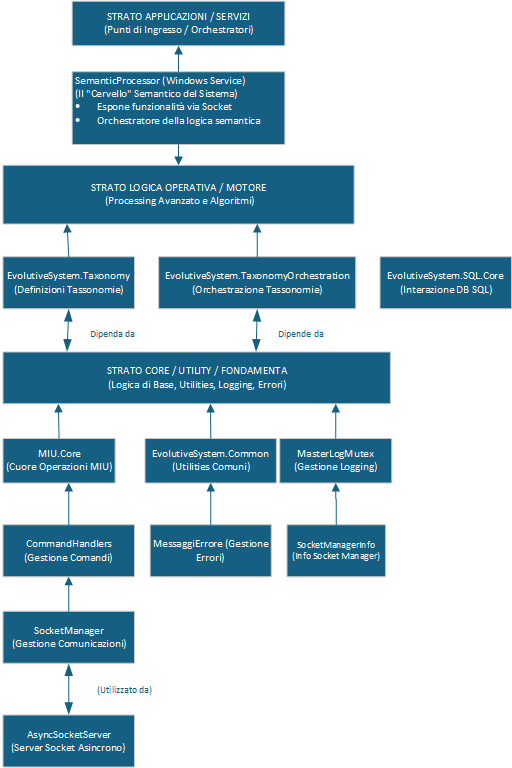 STRATO APPLICAZIONI / SERVIZI
(Punti di Ingresso / Orchestratori)
SemanticProcessor (Windows Service)
(Il "Cervello" Semantico del Sistema)
• Espone funzionalità via Socket
• Orchestratore della logica semantica
STRATO LOGICA OPERATIVA / MOTORE
(Processing Avanzato e Algoritmi)
EvolutiveSystem.Taxonomy
(Definizioni Tassonomie)
EvolutiveSystem.TaxonomyOrchestration
(Orchestrazione Tassonomie)
EvolutiveSystem.SQL.Core
(Interazione DB SQL)
Dipenda da
Dipende da
STRATO CORE / UTILITY / FONDAMENTA
(Logica di Base, Utilities, Logging, Errori)
MIU.Core
(Cuore Operazioni MIU)
EvolutiveSystem.Common
(Utilities Comuni)
MasterLogMutex
(Gestione Logging)
CommandHandlers
(Gestione Comandi)
MessaggiErrore (Gestione
Errori)
SocketManagerInfo
(Info Socket Manager)
SocketManager
(Gestione Comunicazioni)
(Utilizzato da)
AsyncSocketServer
(Server Socket Asincrono)